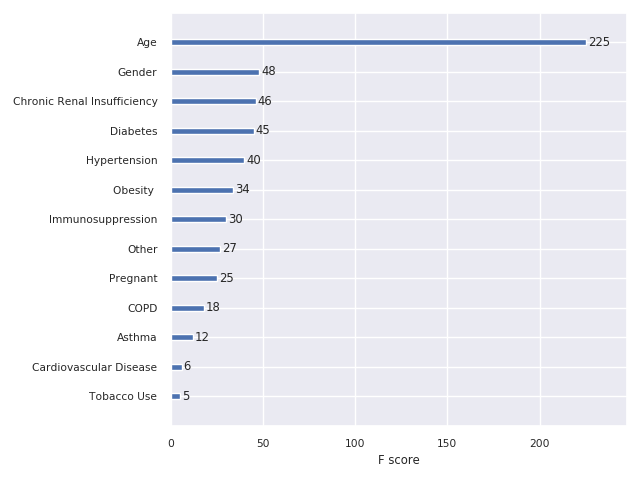 Age 225
Gender 48
Chronic Renal Insufficiency 46
Diabetes 45
Hypertension 40
Obesity 34
Immunosuppression 30
Other 27
Pregnant 25
COPD 18
Asthma 12
Cardiovascular Disease 6
Tobacco Use 5
0 50 100 150 200
F score